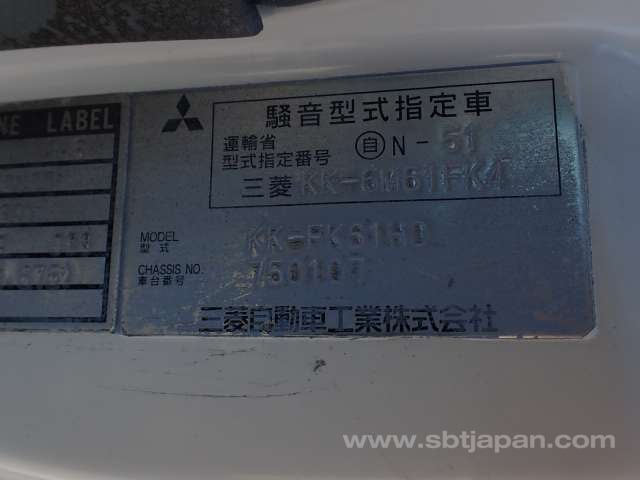 NE LABEL
騒音型式指定車
運輸省
型式指定番号
自 N-51
三菱 KK-6M61FK4
MODEL
型式
KK-FK61HD
CHASSIS NO.
車台番号
三菱自動車工業株式会社
www.sbtjapan.com